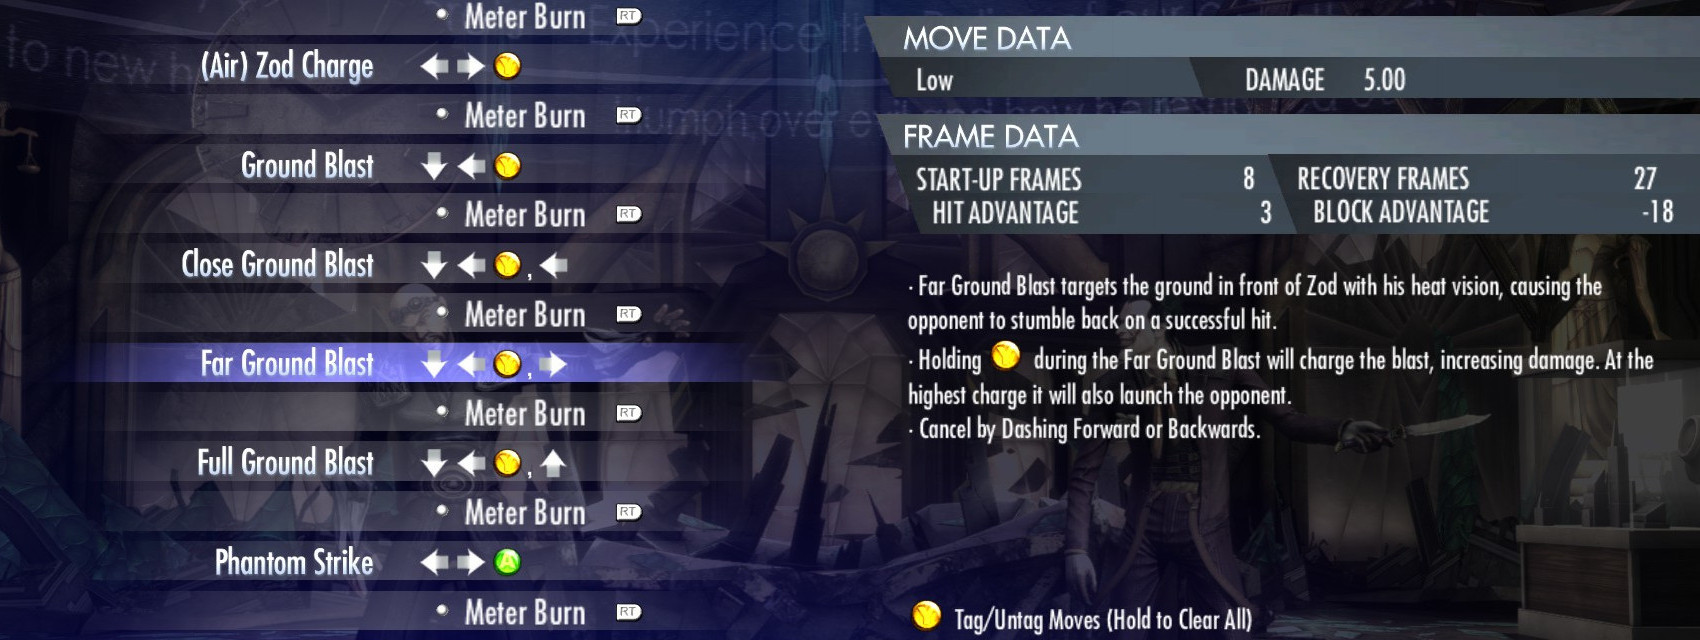 Meter Burn RT
(Air) Zod Charge Y
Meter Burn RT
Ground Blast Y
Meter Burn RT
Close Ground Blast Y ,
Meter Burn RT
Far Ground Blast Y ,
Meter Burn RT
Full Ground Blast Y ,
Meter Burn RT
Phantom Strike A
Meter Burn RT
MOVE DATA
Low DAMAGE 5.00
FRAME DATA
START-UP FRAMES 8 RECOVERY FRAMES 27
HIT ADVANTAGE 3 BLOCK ADVANTAGE -18
· Far Ground Blast targets the ground in front of Zod with his heat vision, causing the
opponent to stumble back on a successful hit.
· Holding Y during the Far Ground Blast will charge the blast, increasing damage. At the
highest charge it will also launch the opponent.
· Cancel by Dashing Forward or Backwards.
Y Tag/Untag Moves (Hold to Clear All)
to new
Experience
umph over